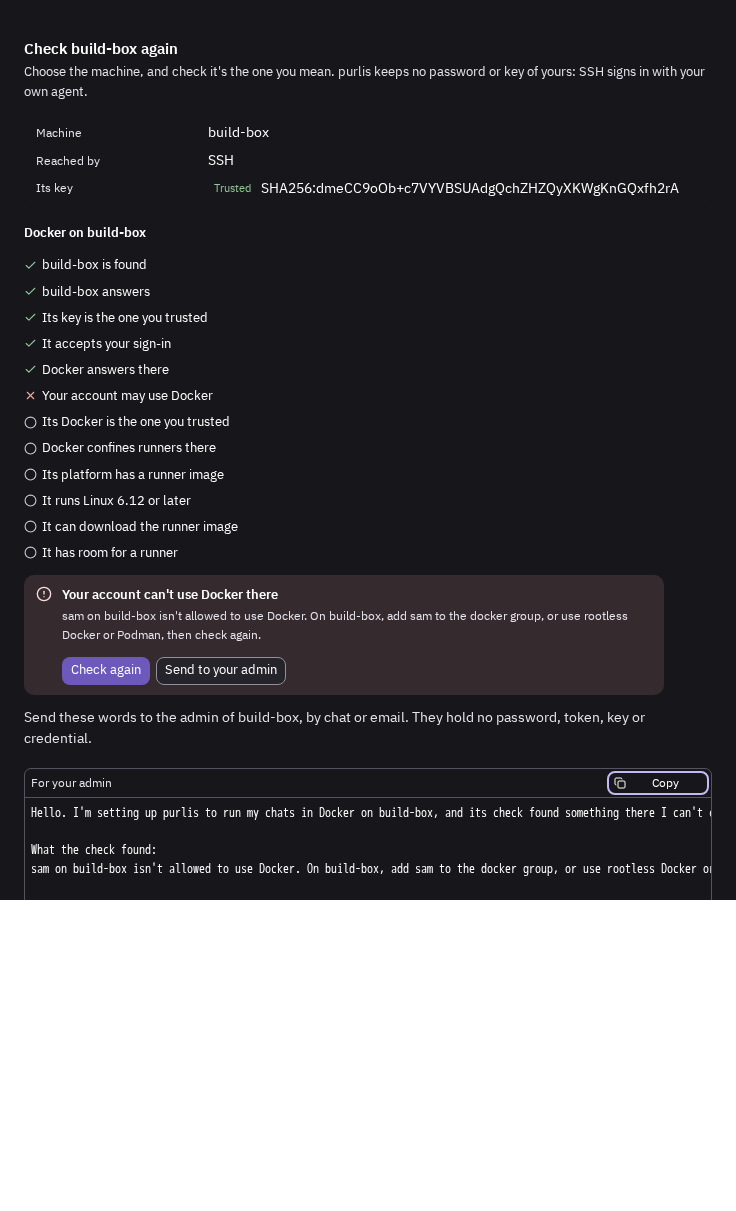 Check build-box again
Choose the machine, and check it's the one you mean. purlis keeps no password or key of yours: SSH signs in with your
own agent.
Machine build-box
Reached by SSH
Its key Trusted SHA256:dmeCC9oOb+c7VYVBSUAdgQchZHZQyXKWgKnGQxfh2rA
Docker on build-box
build-box is found
build-box answers
Its key is the one you trusted
It accepts your sign-in
Docker answers there
Your account may use Docker
Its Docker is the one you trusted
Docker confines runners there
Its platform has a runner image
It runs Linux 6.12 or later
It can download the runner image
It has room for a runner
Your account can't use Docker there
sam on build-box isn't allowed to use Docker. On build-box, add sam to the docker group, or use rootless
Docker or Podman, then check again.
Check again Send to your admin
Send these words to the admin of build-box, by chat or email. They hold no password, token, key or
credential.
For your admin Copy
Hello. I'm setting up purlis to run my chats in Docker on build-box, and its check found something there I can't
What the check found:
sam on build-box isn't allowed to use Docker. On build-box, add sam to the docker group, or use rootless Docker